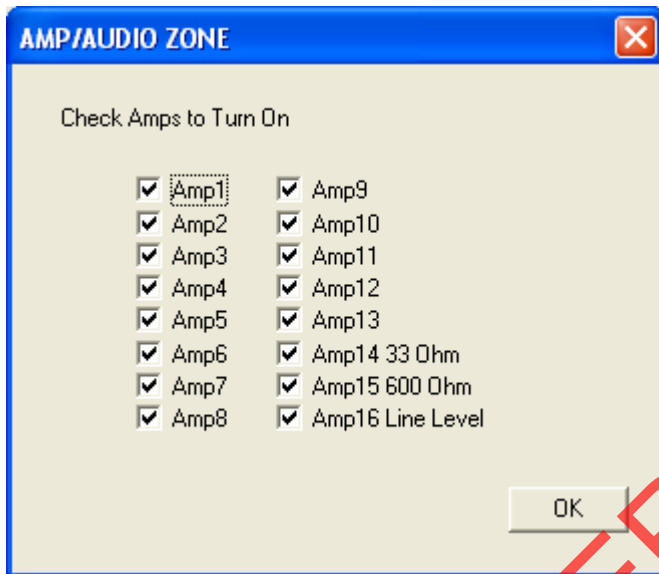 AMP/AUDIO ZONE
Check Amps to Turn On
Amp1
Amp2
Amp3
Amp4
Amp5
Amp6
Amp7
Amp8
Amp9
Amp10
Amp11
Amp12
Amp13
Amp14 33 Ohm
Amp15 600 Ohm
Amp16 Line Level
OK